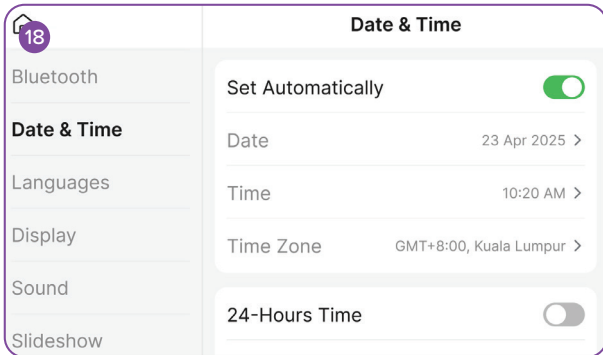 18
Date & Time
Bluetooth
Date & Time
Languages
Display
Sound
Slideshow
Set Automatically
Date 23 Apr 2025 >
Time 10:20 AM >
Time Zone GMT+8:00, Kuala Lumpur >
24-Hours Time